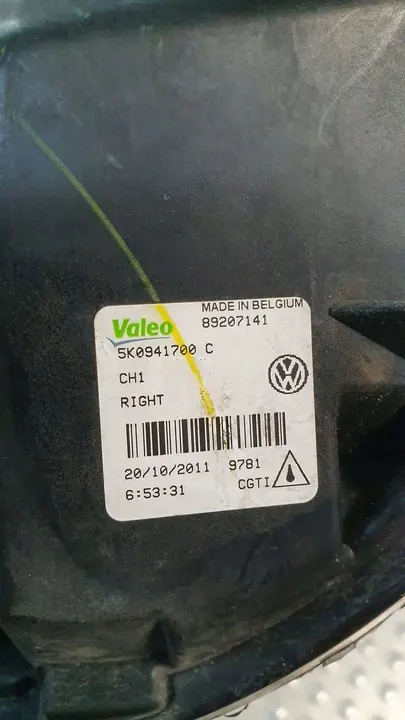 MADE IN BELGIUM
Valeo 89207141
5K0941700 C
CH1
RIGHT
20/10/2011 9781
6:53:31 CGTI